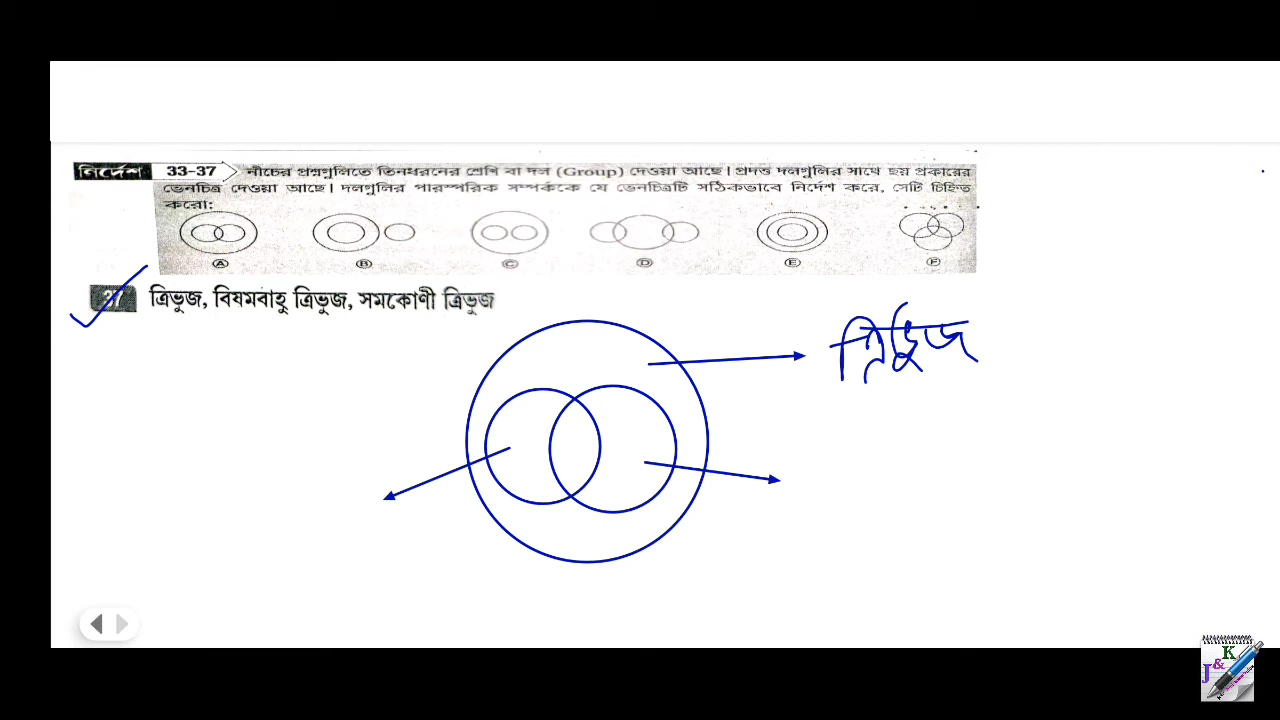 নির্দেশ 33-37 নীচের প্রশ্নগুলিতে তিনধরনের শ্রেণি বা দল (Group) দেওয়া আছে। প্রদত্ত দলগুলির সাথে ছয় প্রকারের
ভেনচিত্র দেওয়া আছে। দলগুলির পারস্পরিক সম্পর্ককে যে ভেনচিত্রটি সঠিকভাবে নির্দেশ করে, সেটি চিহ্নিত
করো:
A B C D E F
37 ত্রিভুজ, বিষমবাহু ত্রিভুজ, সমকোণী ত্রিভুজ
ত্রিভুজ
J&K